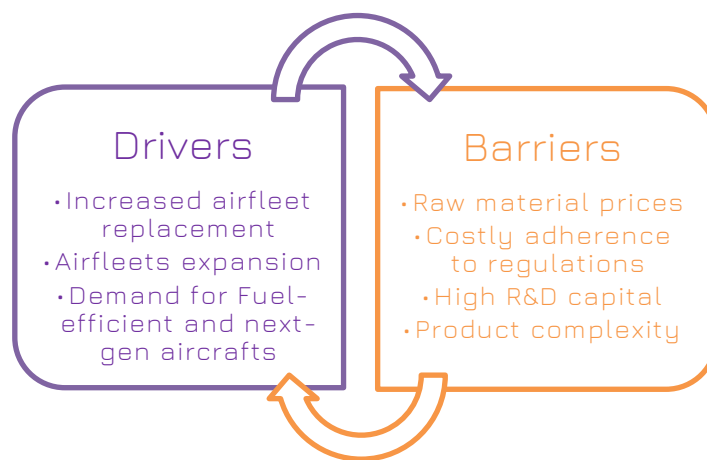 Drivers
•Increased airfleet
replacement
•Airfleets expansion
•Demand for Fuel-
efficient and next-
gen aircrafts
Barriers
•Raw material prices
•Costly adherence
to regulations
•High R&D capital
•Product complexity